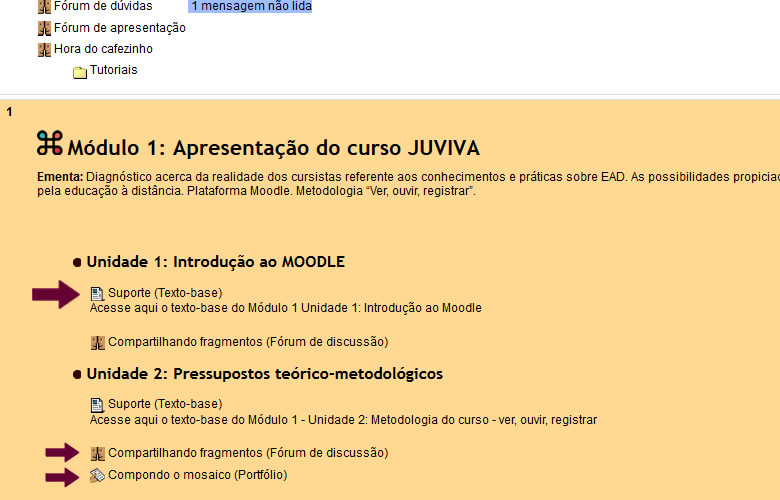 Fórum de dúvidas 1 mensagem não lida
Fórum de apresentação
Hora do cafezinho
Tutoriais
1
Módulo 1: Apresentação do curso JUVIVA
Ementa: Diagnóstico acerca da realidade dos cursistas referente aos conhecimentos e práticas sobre EAD. As possibilidades
pela educação à distância. Plataforma Moodle. Metodologia “Ver, ouvir, registrar”.
Unidade 1: Introdução ao MOODLE
Suporte (Texto-base)
Acesse aqui o texto-base do Módulo 1 Unidade 1: Introdução ao Moodle
Compartilhando fragmentos (Fórum de discussão)
Unidade 2: Pressupostos teórico-metodológicos
Suporte (Texto-base)
Acesse aqui o texto-base do Módulo 1 - Unidade 2: Metodologia do curso - ver, ouvir, registrar
Compartilhando fragmentos (Fórum de discussão)
Compondo o mosaico (Portfólio)